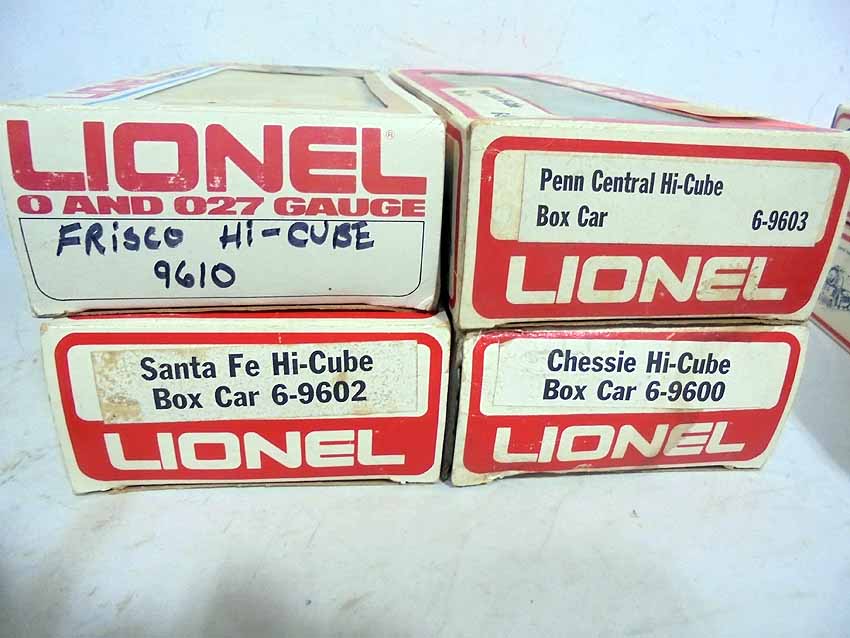 LIONEL®
O AND O27 GAUGE
FRISCO HI-CUBE
9610
Penn Central Hi-Cube
Box Car 6-9603
LIONEL
Santa Fe Hi-Cube
Box Car 6-9602
LIONEL
Chessie Hi-Cube
Box Car 6-9600
LIONEL